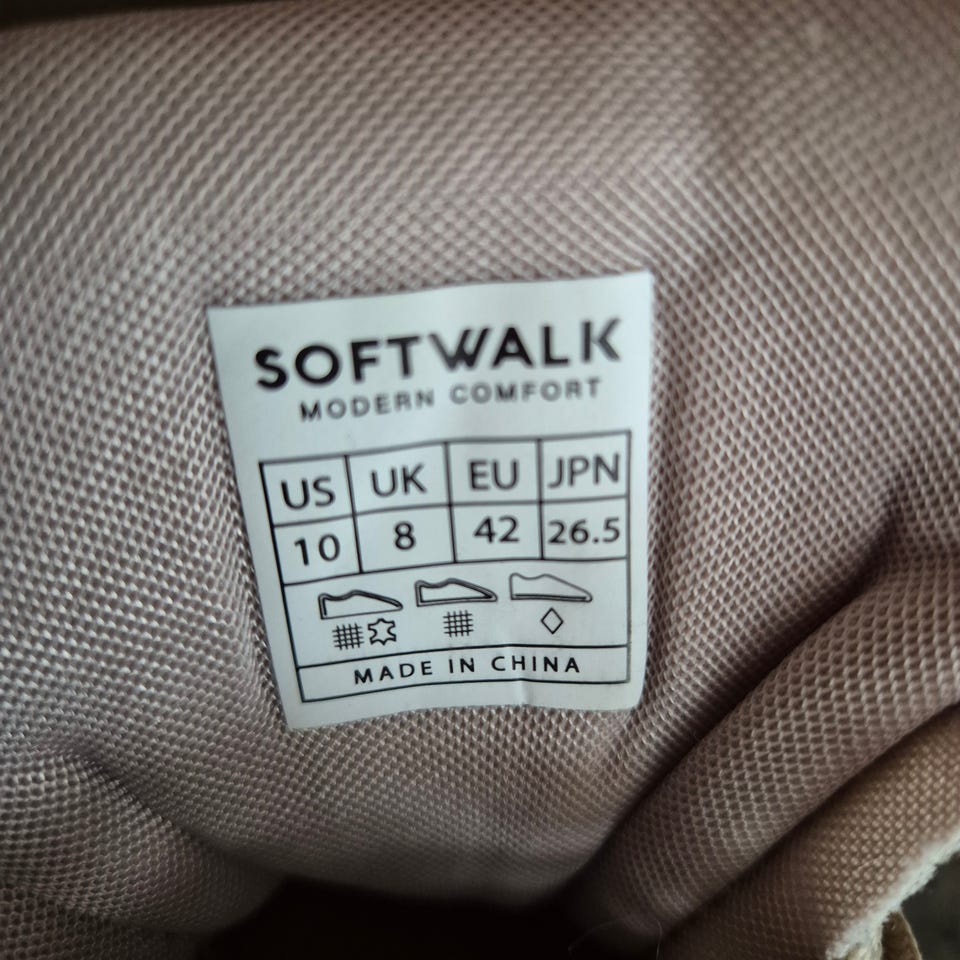 SOFTWALK
MODERN COMFORT
US UK EU JPN
10 8 42 26.5
MADE IN CHINA